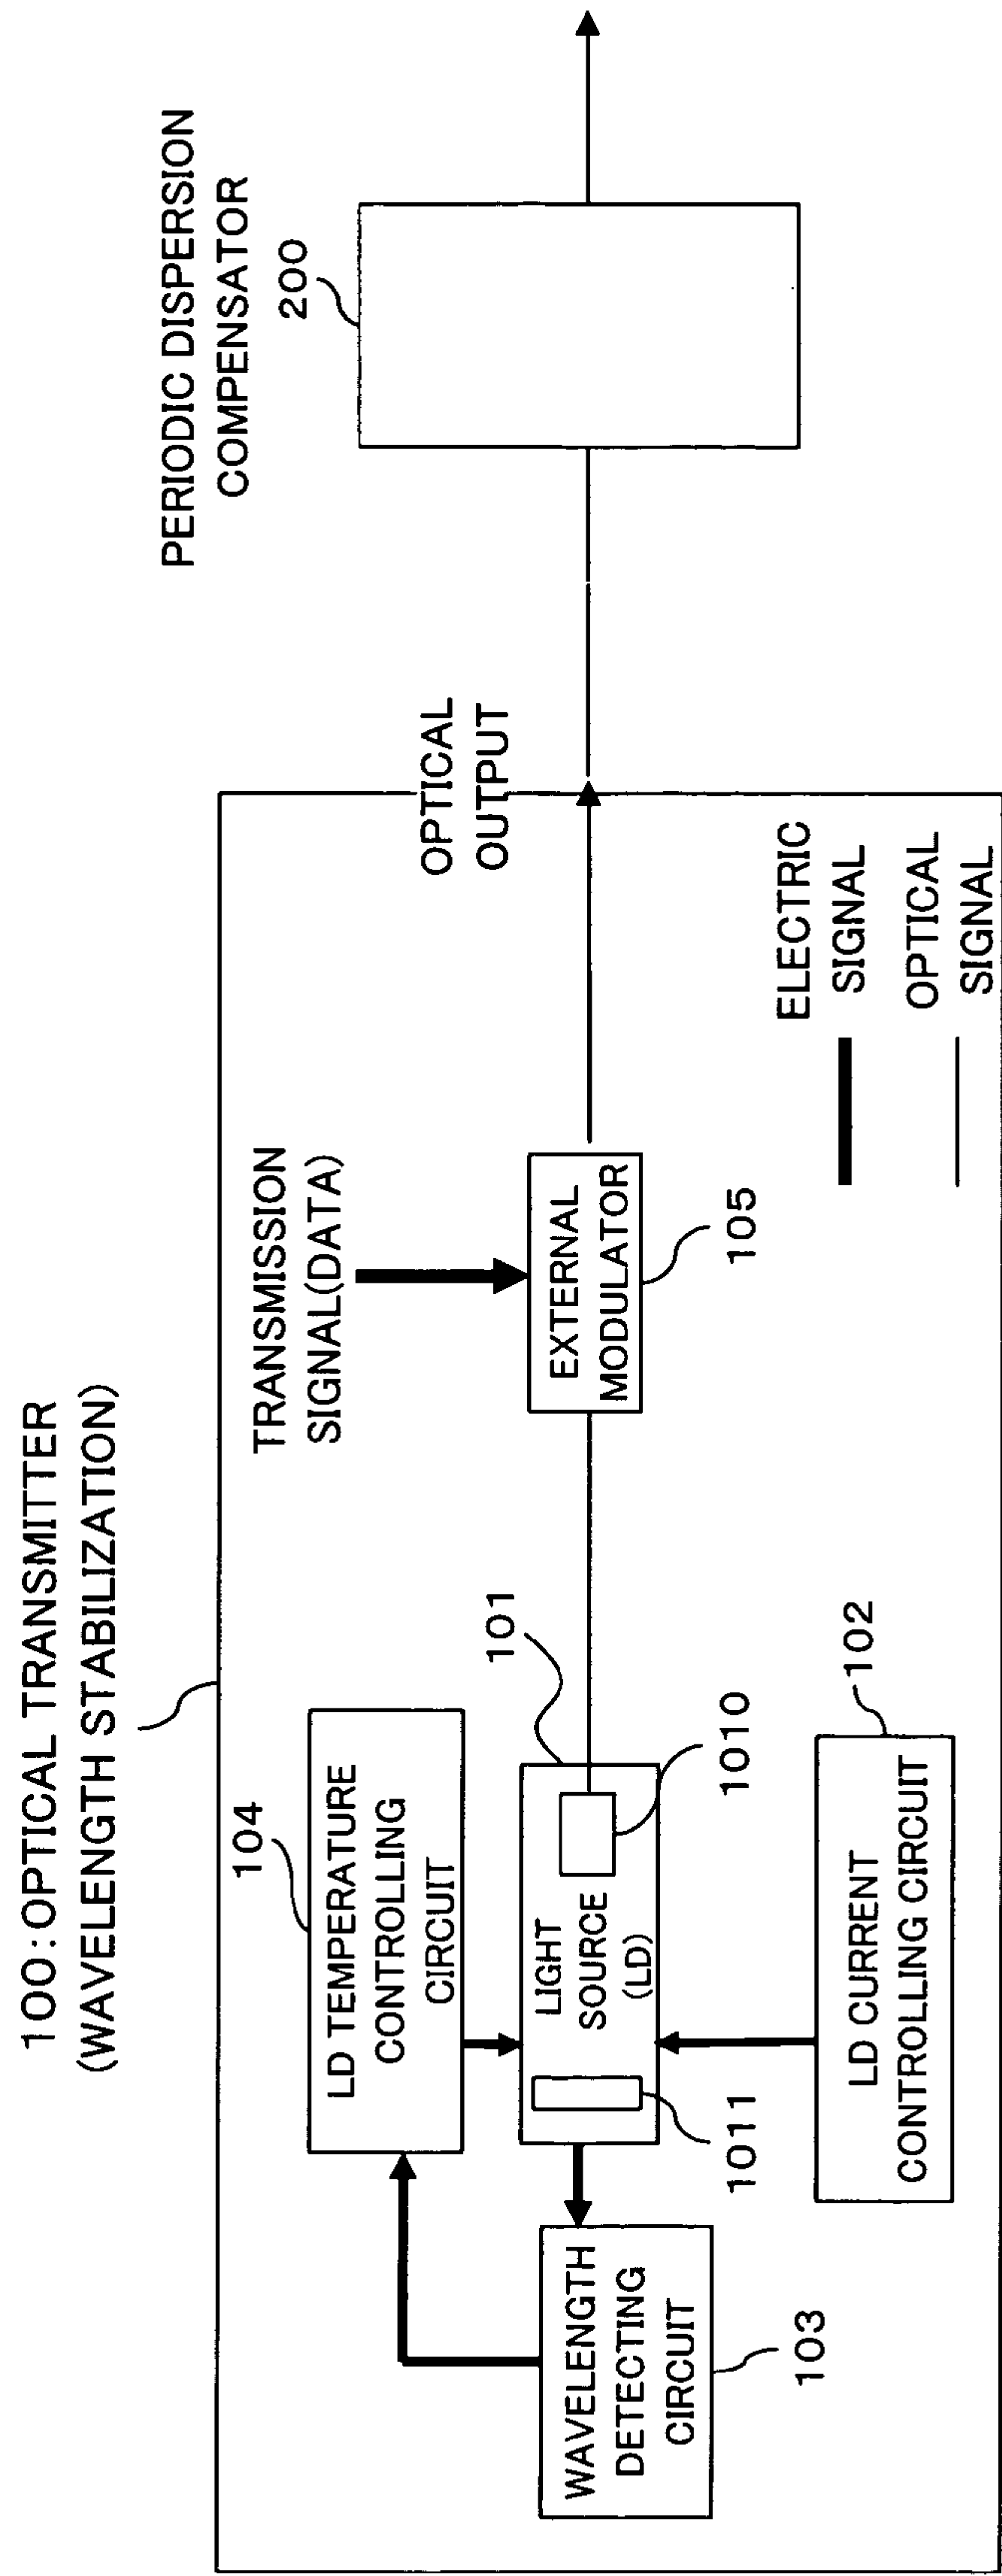 100:OPTICAL TRANSMITTER
(WAVELENGTH STABILIZATION)
PERIODIC DISPERSION
COMPENSATOR
200
TRANSMISSION
SIGNAL(DATA)
OPTICAL
OUTPUT
104
LD TEMPERATURE
CONTROLLING
CIRCUIT
101
LIGHT
SOURCE
(LD)
1010
1011
EXTERNAL
MODULATOR
105
WAVELENGTH
DETECTING
CIRCUIT
103
102
LD CURRENT
CONTROLLING CIRCUIT
ELECTRIC
SIGNAL
OPTICAL
SIGNAL